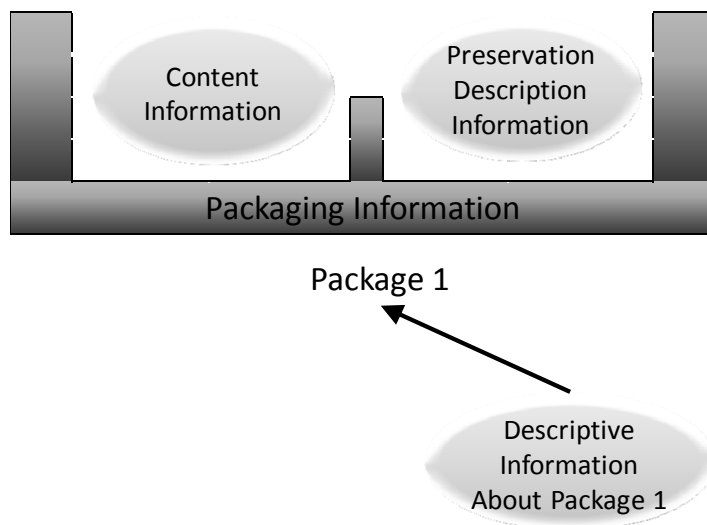 Content
Information
Preservation
Description
Information
Packaging Information
Package 1
Descriptive
Information
About Package 1